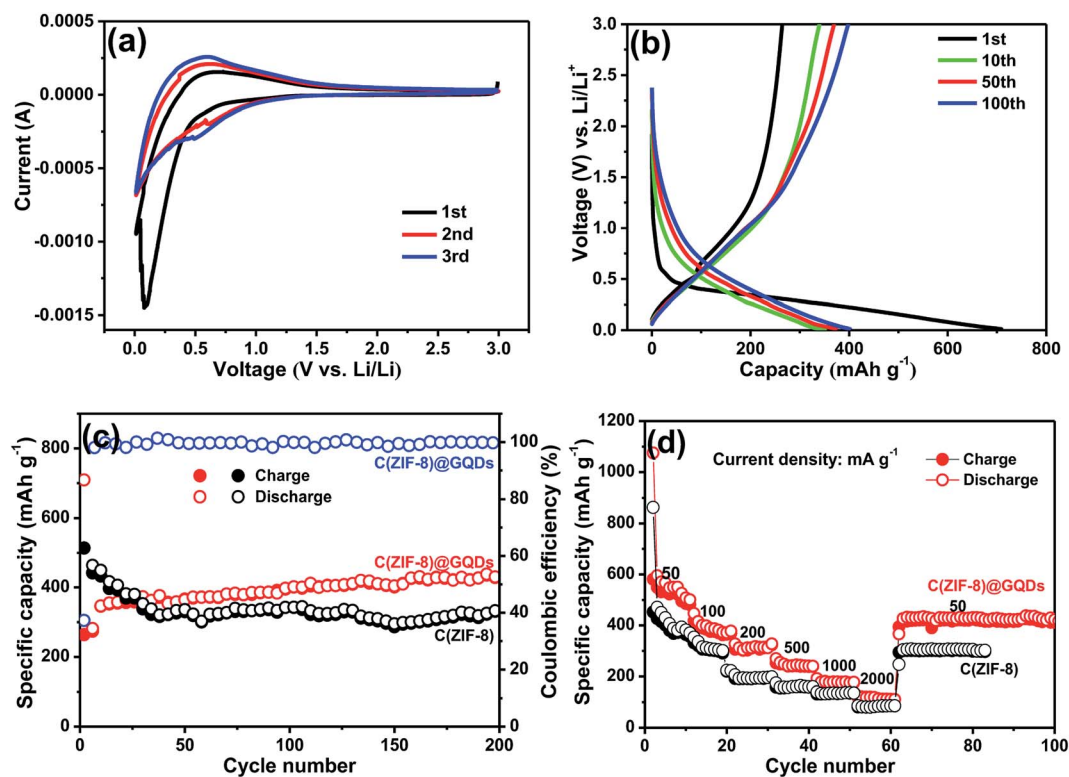 (a)
0.0005
0.0000
-0.0005
-0.0010
-0.0015
Current (A)
1st
2nd
3rd
0.0 0.5 1.0 1.5 2.0 2.5 3.0
Voltage (V vs. Li/Li)
(b)
3.0
2.5
2.0
1.5
1.0
0.5
0.0
Voltage (V) vs. Li/Li⁺
1st
10th
50th
100th
0 200 400 600 800
Capacity (mAh g⁻¹)
(c)
800
600
400
200
0
Specific capacity (mAh g⁻¹)
C(ZIF-8)@GQDs
Charge
Discharge
C(ZIF-8)@GQDs
C(ZIF-8)
100
80
60
40
20
0
Coulombic efficiency (%)
0 50 100 150 200
Cycle number
(d)
1200
1000
800
600
400
200
0
Specific capacity (mAh g⁻¹)
Current density: mA g⁻¹
Charge
Discharge
50
100
200
500
1000
2000
C(ZIF-8)@GQDs
50
C(ZIF-8)
0 20 40 60 80 100
Cycle number